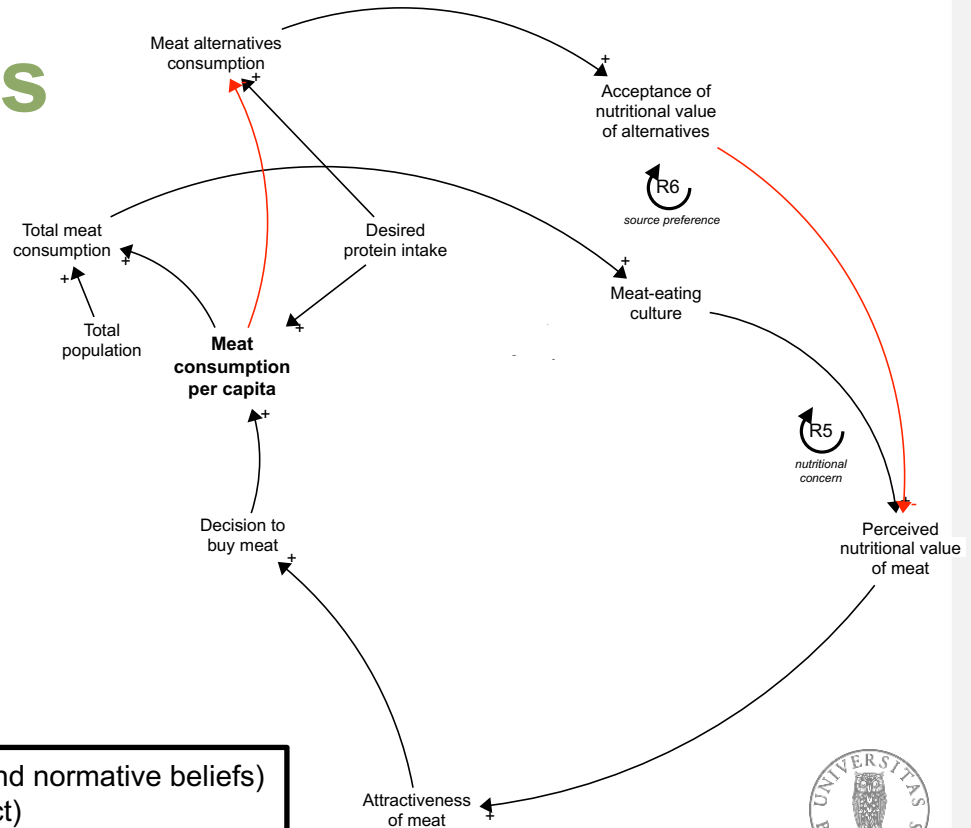 s
Meat alternatives
consumption
+
+
Acceptance of
nutritional value
of alternatives
R6
source preference
Total meat
consumption
+
+
Desired
protein intake
+
Meat-eating
culture
Total
population
Meat
consumption
per capita
+
+
R5
nutritional
concern
Decision to
buy meat
+
+
-
Perceived
nutritional value
of meat
nd normative beliefs)
ct)
Attractiveness
of meat
+
UNIVERSITAS